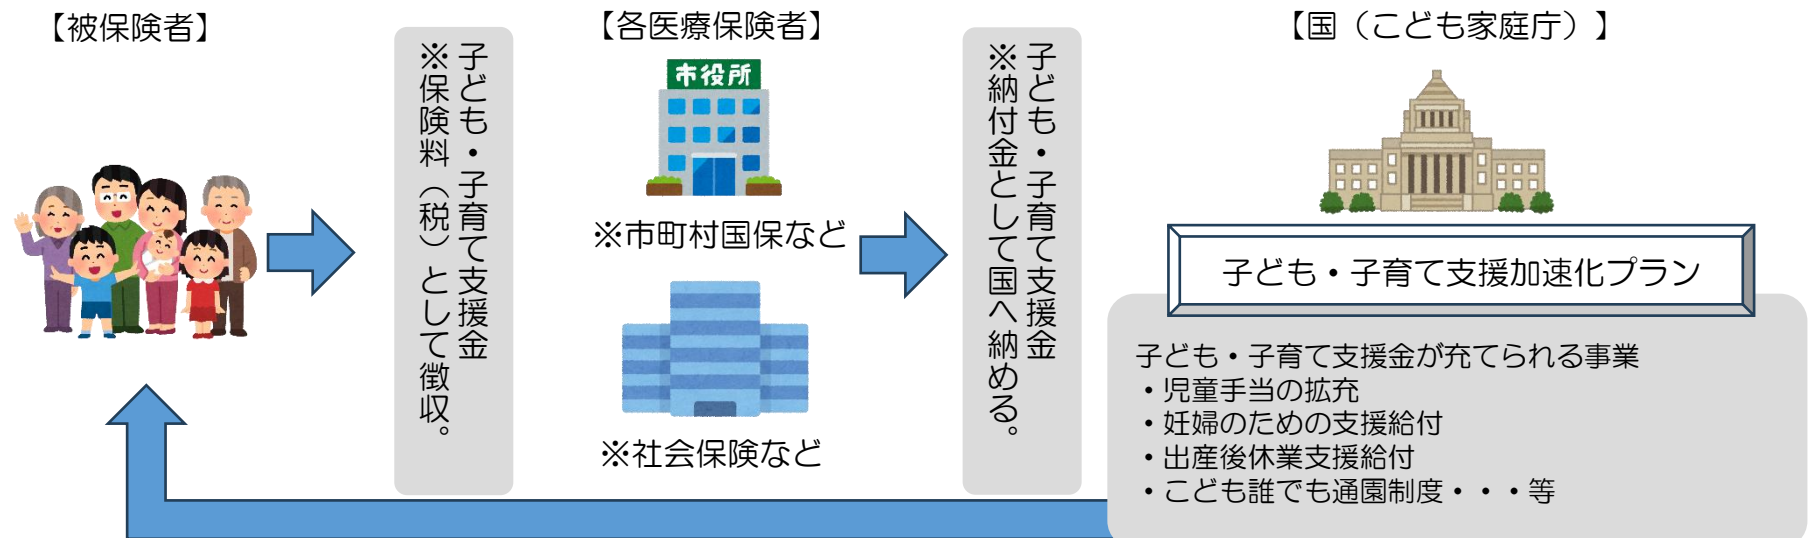 【被保険者】
子ども・子育て支援金
※保険料（税）として徴収。
【各医療保険者】
市役所
※市町村国保など
※社会保険など
子ども・子育て支援金
※納付金として国へ納める。
【国（こども家庭庁）】
子ども・子育て支援加速化プラン
子ども・子育て支援金が充てられる事業
・児童手当の拡充
・妊婦のための支援給付
・出産後休業支援給付
・こども誰でも通園制度・・・等